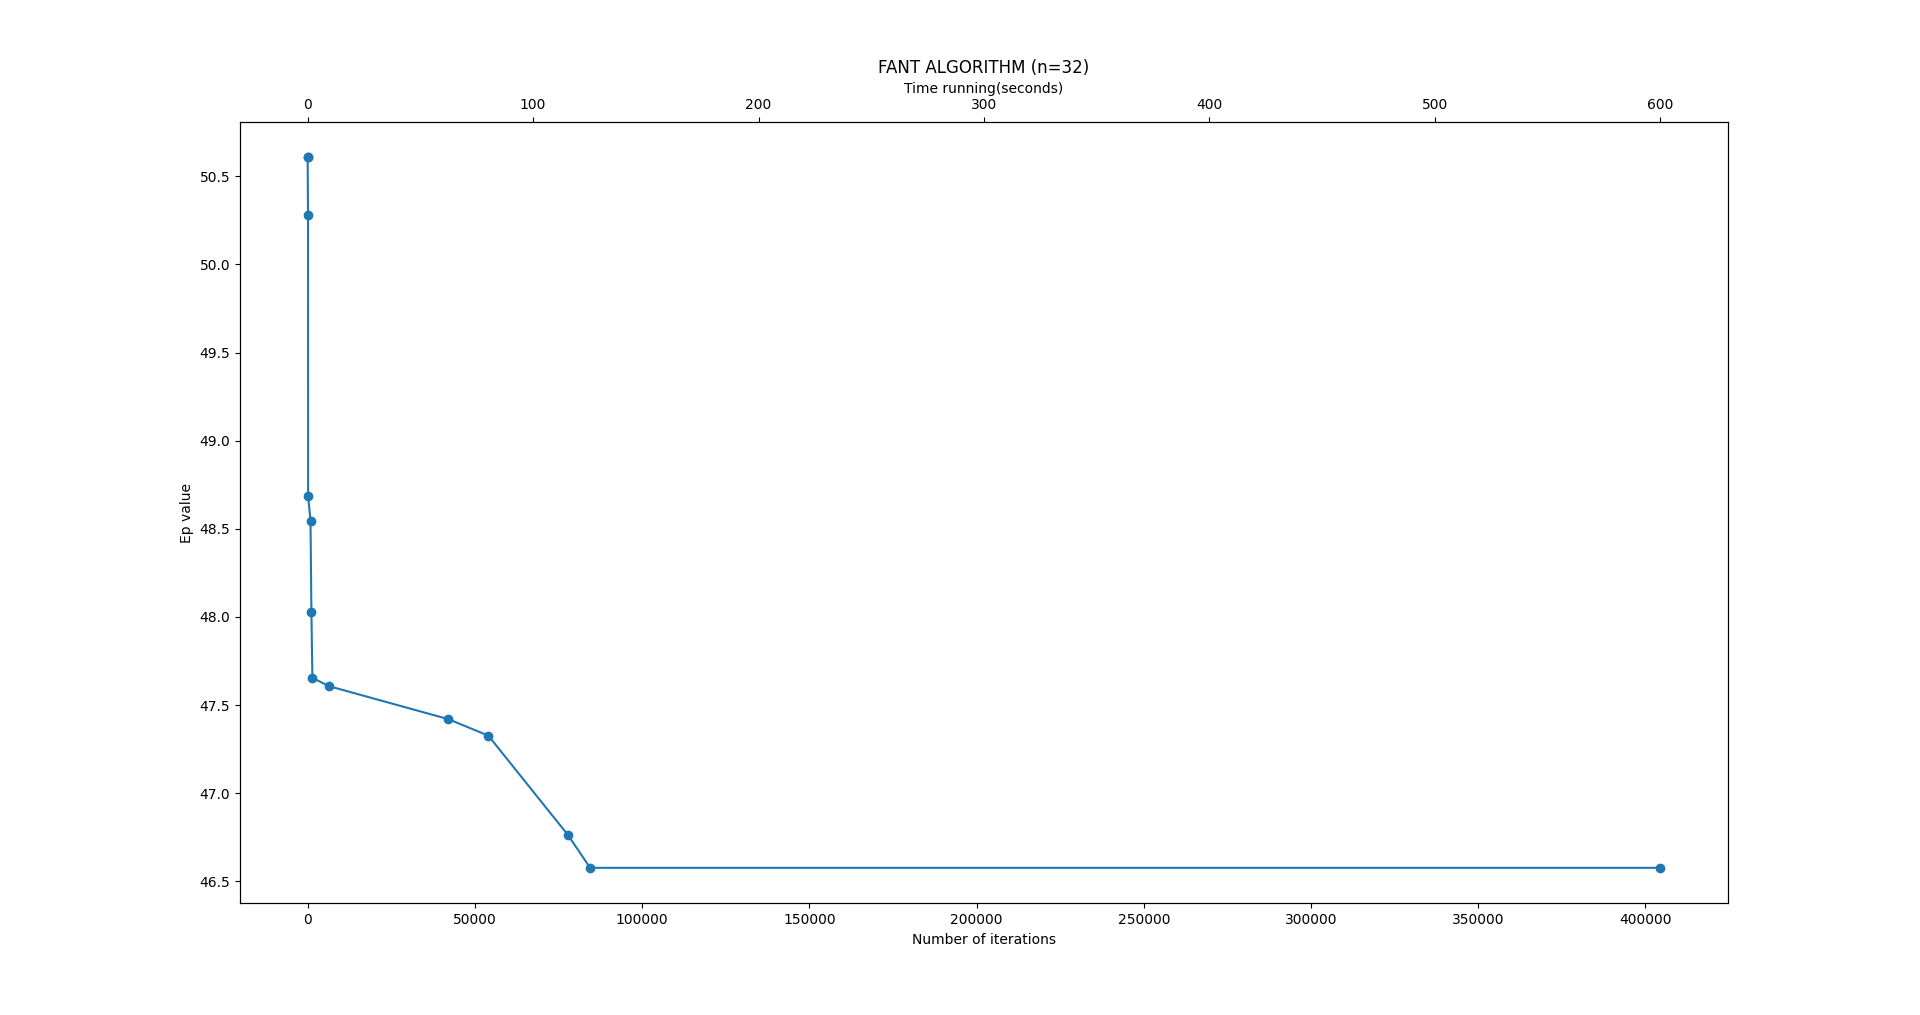 FANT ALGORITHM (n=32)
Time running(seconds)
0 100 200 300 400 500 600
50.5
50.0
49.5
49.0
48.5
48.0
47.5
47.0
46.5
Ep value
0 50000 100000 150000 200000 250000 300000 350000 400000
Number of iterations